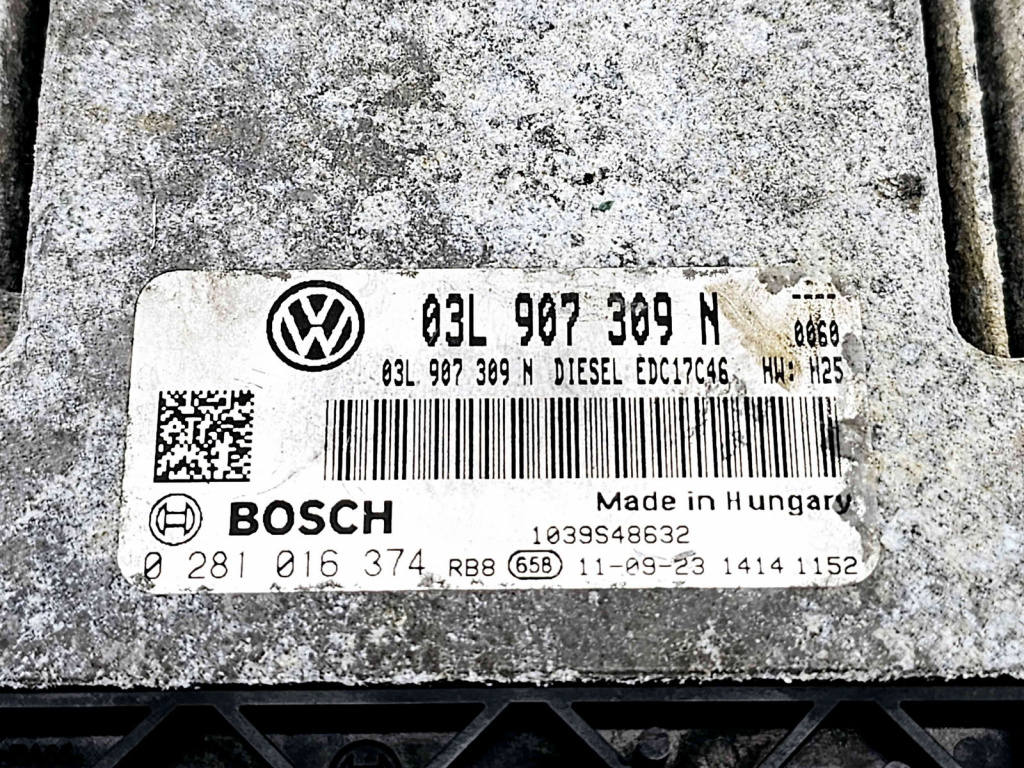 03L 907 309 N
----
0060
03L 907 309 N DIESEL EDC17C46 HW: H25
Made in Hungary
BOSCH
1039S48632
0 281 016 374 RB8 658 11-09-23 1414 1152